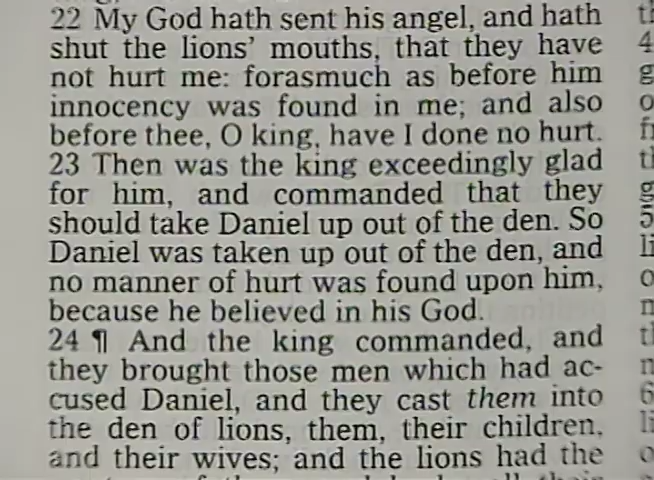 22 My God hath sent his angel, and hath
shut the lions’ mouths, that they have
not hurt me: forasmuch as before him
innocency was found in me; and also
before thee, O king, have I done no hurt.
23 Then was the king exceedingly glad
for him, and commanded that they
should take Daniel up out of the den. So
Daniel was taken up out of the den, and
no manner of hurt was found upon him,
because he believed in his God.
24 ¶ And the king commanded, and
they brought those men which had ac-
cused Daniel, and they cast them into
the den of lions, them, their children,
and their wives; and the lions had the